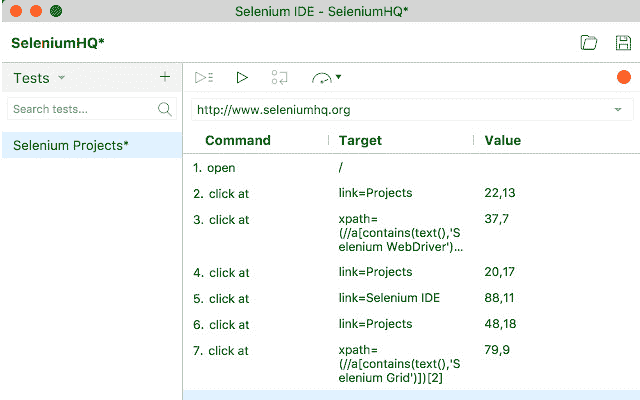 Selenium IDE - SeleniumHQ*
SeleniumHQ*
Tests
Search tests...
Selenium Projects*
http://www.seleniumhq.org
Command Target Value
1. open /
2. click at link=Projects 22,13
3. click at xpath= 37,7
(//a[contains(text(),'S
elenium WebDriver')...
4. click at link=Projects 20,17
5. click at link=Selenium IDE 88,11
6. click at link=Projects 48,18
7. click at xpath= 79,9
(//a[contains(text(),'S
elenium Grid')])[2]